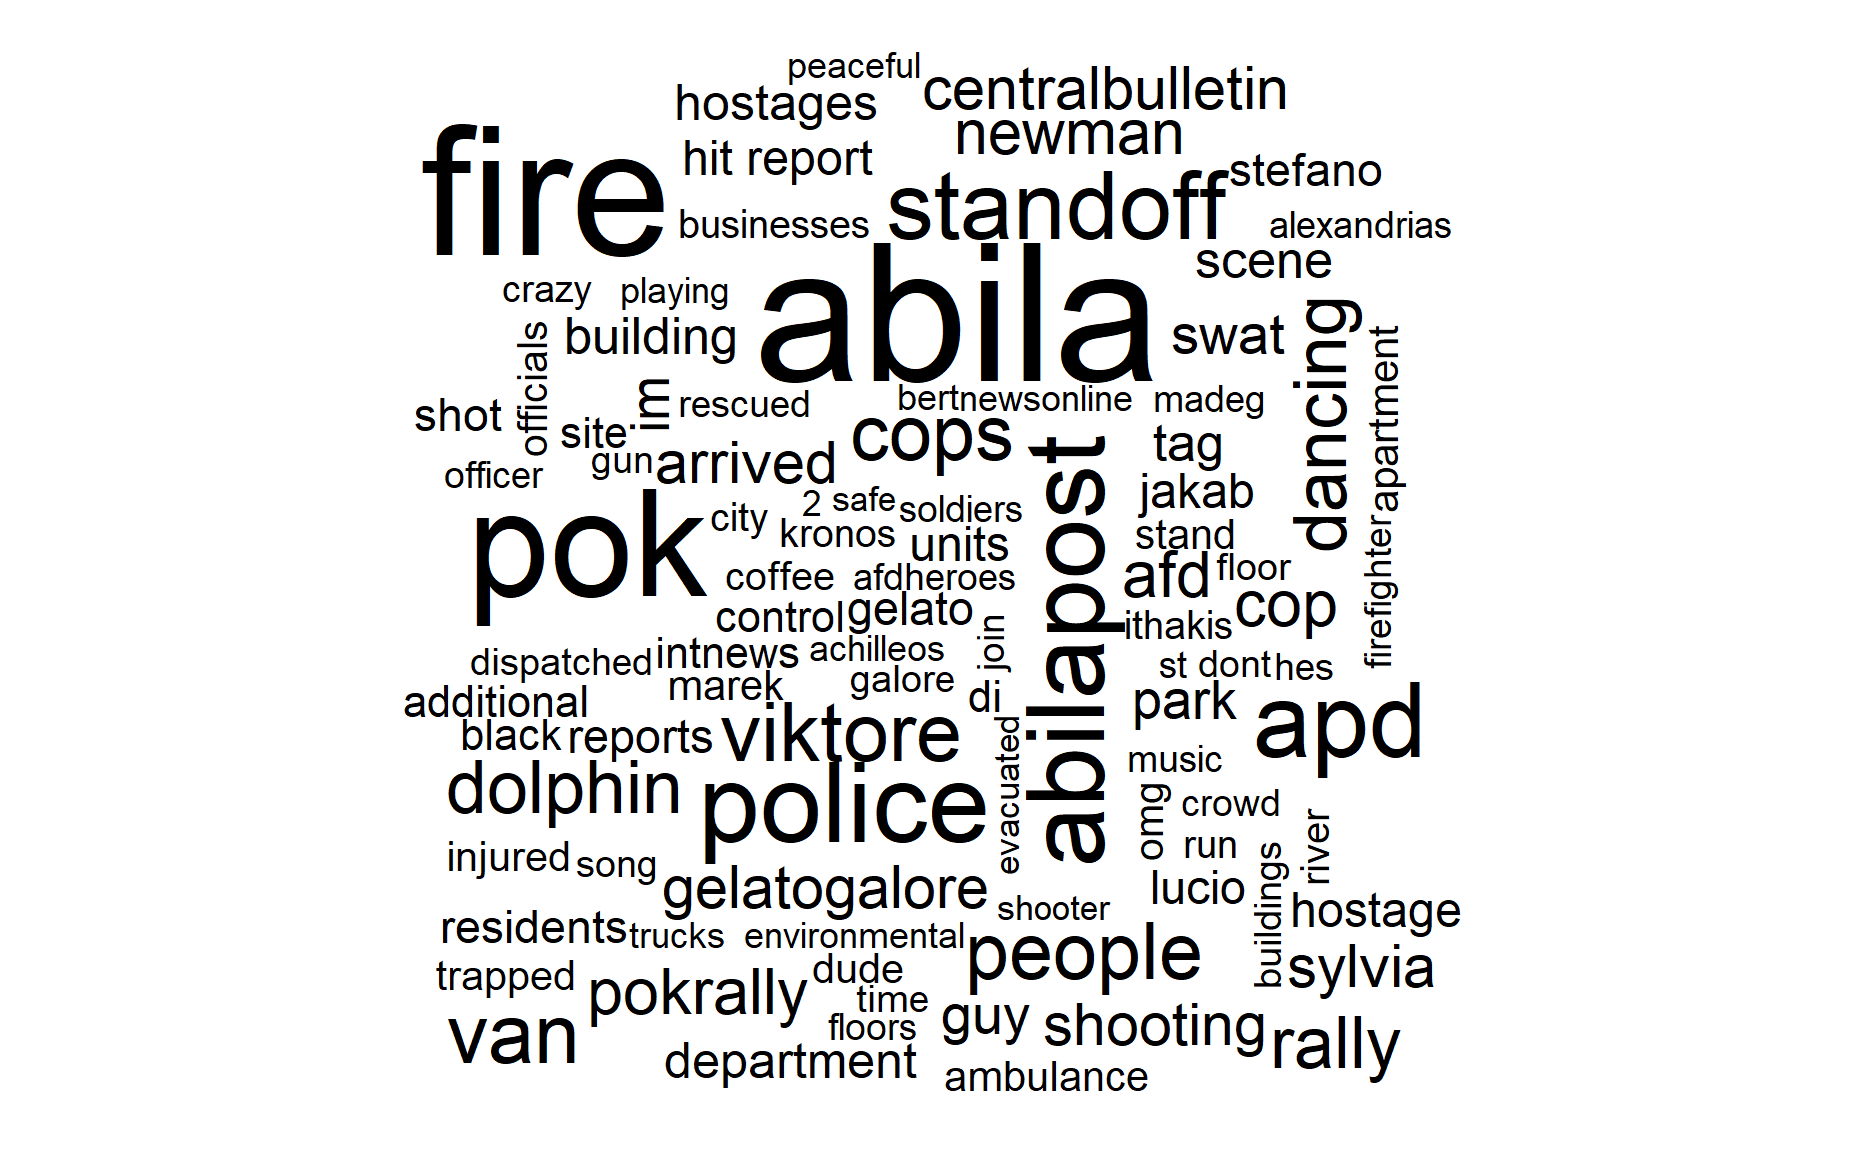 peaceful
hostages
centralbulletin
newman
hit report
fire
standoff
stefano
businesses
alexandrias
scene
abila
crazy
playing
building
swat
dancing
officials
im
apartment
shot
rescued
bertnewsonline
madeg
site
cops
tag
gun
arrived
officer
abilapost
jakab
pok
city
2
safe
soldiers
kronos
units
stand
coffee
afdheroes
afd
floor
firefighter
control
gelato
cop
ithakis
join
dispatched
intnews
achilleos
st
dont
hes
marek
galore
di
additional
park
apd
black
reports
viktore
evacuated
music
dolphin
police
omg
crowd
injured
song
run
river
gelatogalore
lucio
buildings
shooter
hostage
residents
trucks
environmental
people
trapped
dude
sylvia
pokrally
time
van
floors
guy
shooting
rally
department
ambulance